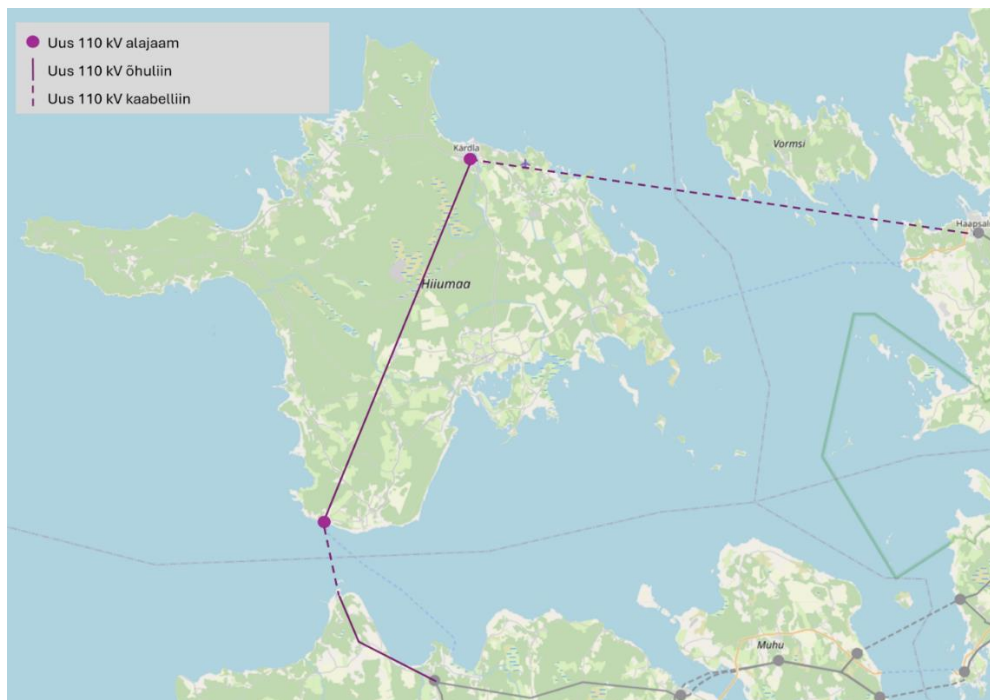 Uus 110 kV alajaam
Uus 110 kV õhuliin
Uus 110 kV kaabelliin
Kärdla
Vormsi
Haapsalu
Hiiumaa
Muhu